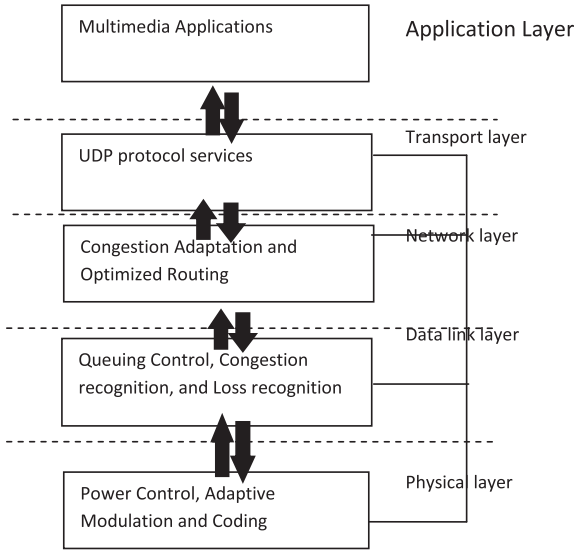 Multimedia Applications
Application Layer
Transport layer
UDP protocol services
Network layer
Congestion Adaptation and
Optimized Routing
Data link layer
Queuing Control, Congestion
recognition, and Loss recognition
Physical layer
Power Control, Adaptive
Modulation and Coding